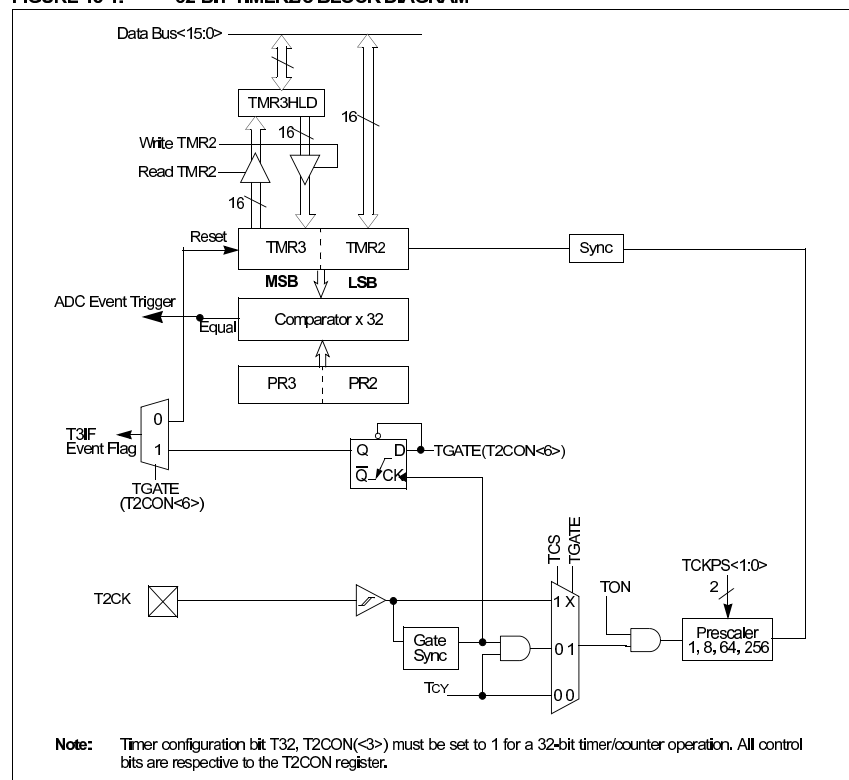 Data Bus<15:0>
TMR3HLD
16
16
Write TMR2
Read TMR2
16
Reset
TMR3
TMR2
Sync
MSB
LSB
ADC Event Trigger
Equal
Comparator x 32
PR3
PR2
0
T3IF
Event Flag
1
Q
D
TGATE(T2CON<6>)
Q
CK
TGATE
(T2CON<6>)
TCS
TGATE
TCKPS<1:0>
2
TON
T2CK
1 X
Gate
Sync
0 1
Prescaler
1, 8, 64, 256
TCY
0 0
Note: Timer configuration bit T32, T2CON(<3>) must be set to 1 for a 32-bit timer/counter operation. All control
bits are respective to the T2CON register.